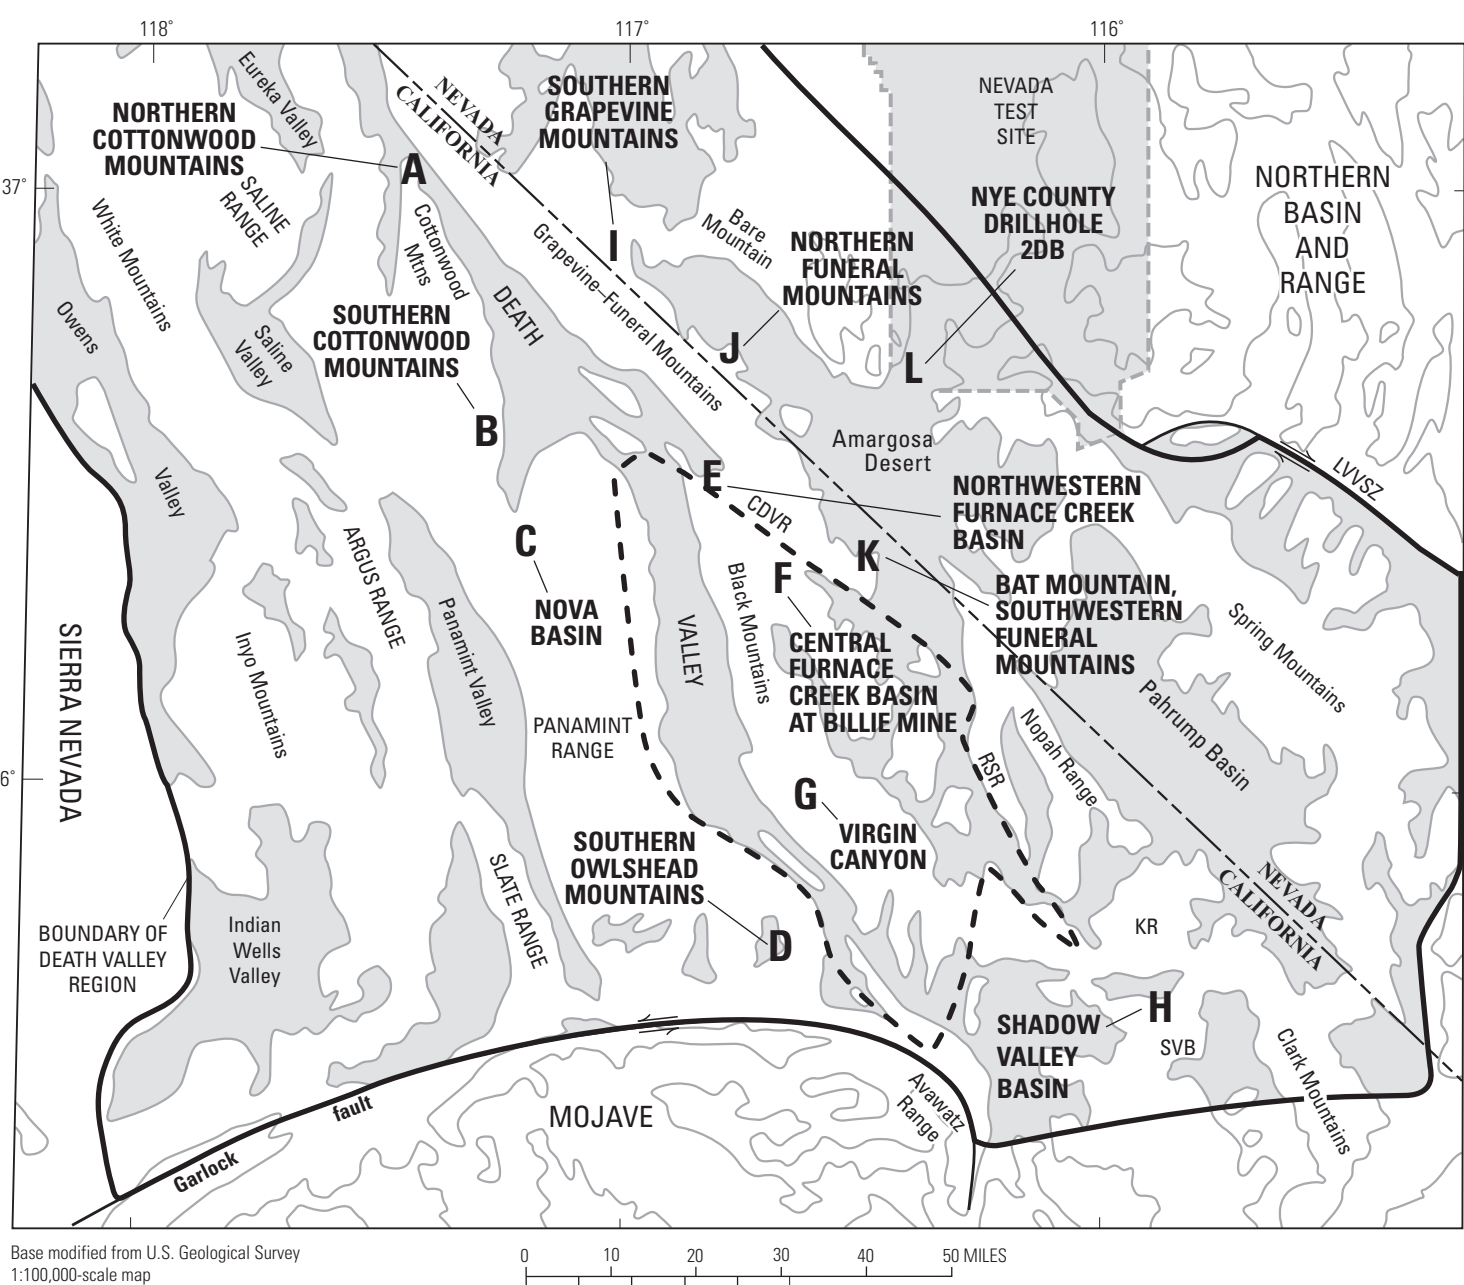 118°
117°
116°
37°
6°
Eureka Valley
NEVADA
CALIFORNIA
NORTHERN
COTTONWOOD
MOUNTAINS
A
SOUTHERN
GRAPEVINE
MOUNTAINS
I
NEVADA
TEST
SITE
NYE COUNTY
DRILLHOLE
2DB
L
NORTHERN
BASIN
AND
RANGE
SALINE
RANGE
White Mountains
Cottonwood
Mtns
Bare
Mountain
Grapevine–Funeral Mountains
NORTHERN
FUNERAL
MOUNTAINS
J
Owens
Valley
Saline
Valley
SOUTHERN
COTTONWOOD
MOUNTAINS
B
DEATH
VALLEY
Amargosa
Desert
LVVSZ
E
NORTHWESTERN
FURNACE CREEK
BASIN
CDVR
K
BAT MOUNTAIN,
SOUTHWESTERN
FUNERAL
MOUNTAINS
C
NOVA
BASIN
F
CENTRAL
FURNACE
CREEK BASIN
AT BILLIE MINE
Black Mountains
ARGUS RANGE
Panamint Valley
Inyo Mountains
SIERRA NEVADA
PANAMINT
RANGE
Spring Mountains
Pahrump Basin
Nopah Range
RSR
G
VIRGIN
CANYON
SOUTHERN
OWLSHEAD
MOUNTAINS
D
SLATE RANGE
BOUNDARY OF
DEATH VALLEY
REGION
Indian
Wells
Valley
KR
NEVADA
CALIFORNIA
H
SHADOW
VALLEY
BASIN
SVB
Clark Mountains
Avawatz
Range
MOJAVE
Garlock
fault
Base modified from U.S. Geological Survey
1:100,000-scale map
0 10 20 30 40 50 MILES